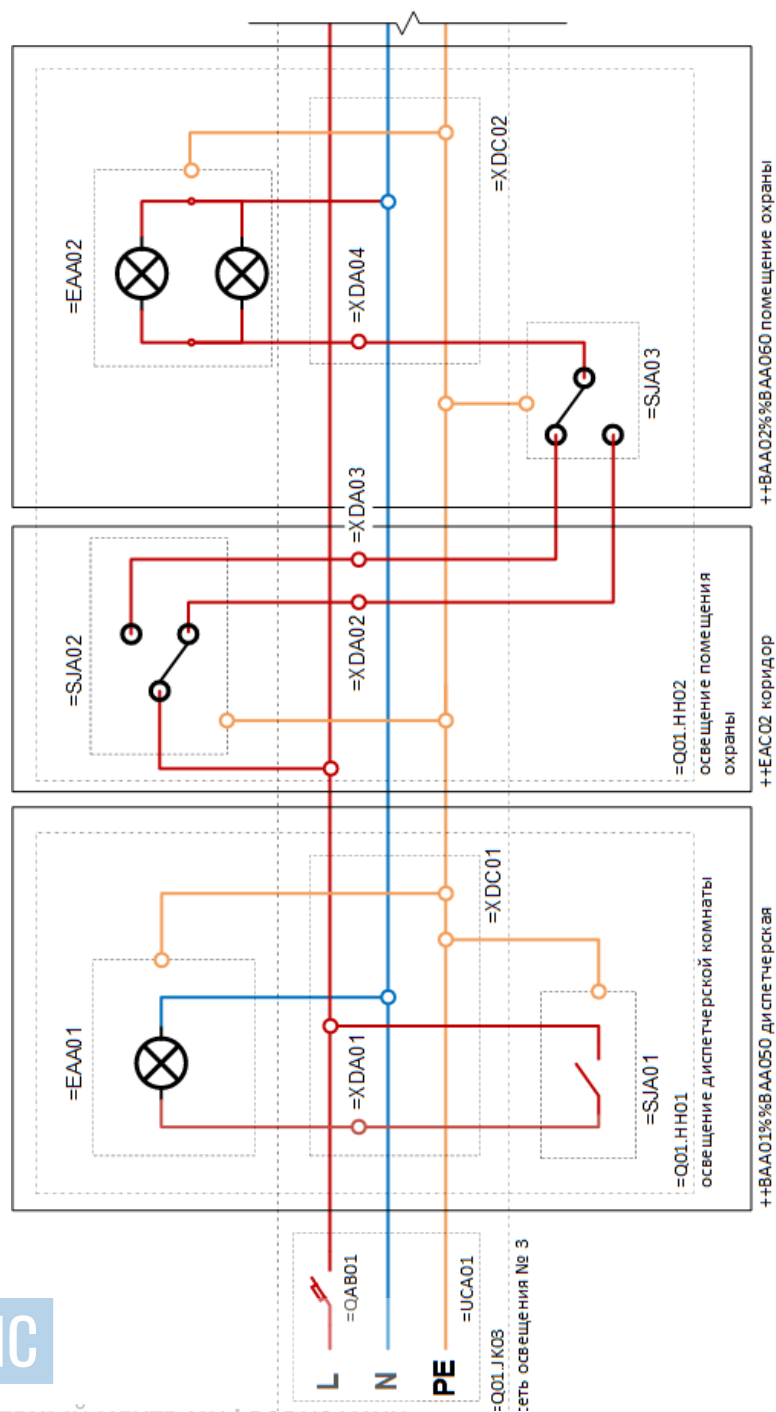 =EAA02
=XDC02
=XDA04
=SJA03
++BAA02%%BAA060 помещение охраны
=XDA03
=SJA02
=XDA02
=Q01.HH02
освещение помещения
охраны
++EAC02 коридор
=EAA01
=XDC01
=XDA01
=SJA01
=Q01.HH01
освещение диспетчерской комнаты
++BAA01%%BAA050 диспетчерская
=QAB01
=UCA01
L
N
PE
=Q01.JK03
сеть освещения № 3